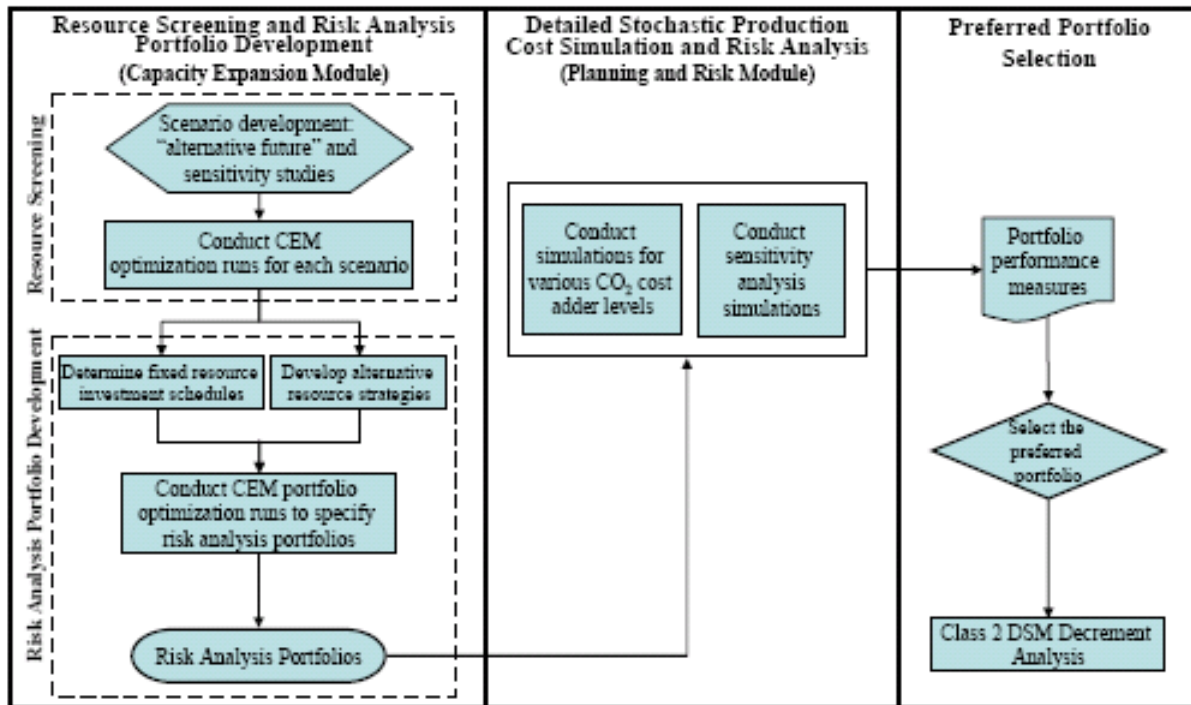 Resource Screening and Risk Analysis
Portfolio Development
(Capacity Expansion Module)
Resource Screening
Scenario development:
“alternative future” and
sensitivity studies
Conduct CEM
optimization runs for each scenario
Risk Analysis Portfolio Development
Determine fixed resource
investment schedules
Develop alternative
resource strategies
Conduct CEM portfolio
optimization runs to specify
risk analysis portfolios
Risk Analysis Portfolios
Detailed Stochastic Production
Cost Simulation and Risk Analysis
(Planning and Risk Module)
Conduct
simulations for
various CO₂ cost
adder levels
Conduct
sensitivity
analysis
simulations
Preferred Portfolio
Selection
Portfolio
performance
measures
Select the
preferred
portfolio
Class 2 DSM Decrement
Analysis